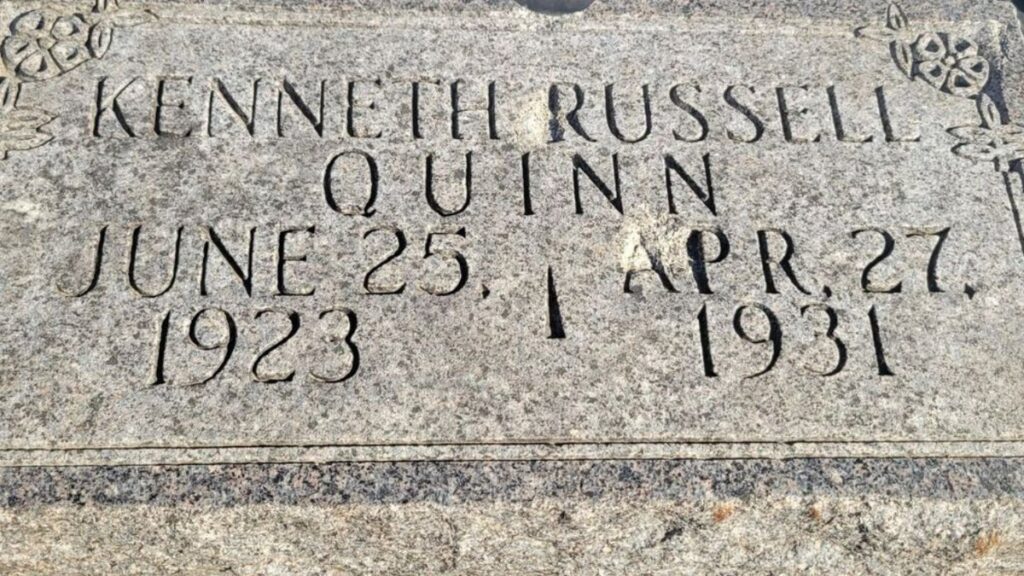 KENNETH RUSSELL
QUINN
JUNE 25, APR. 27,
1923 1931